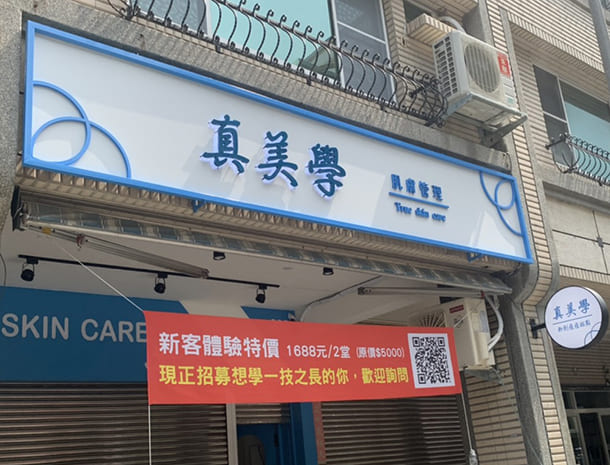 真美學
肌膚管理
True skin care
SKIN CARE
新客體驗特價 1688元/2堂 (原價$5000)
現正招募想學一技之長的你，歡迎詢問
真美學